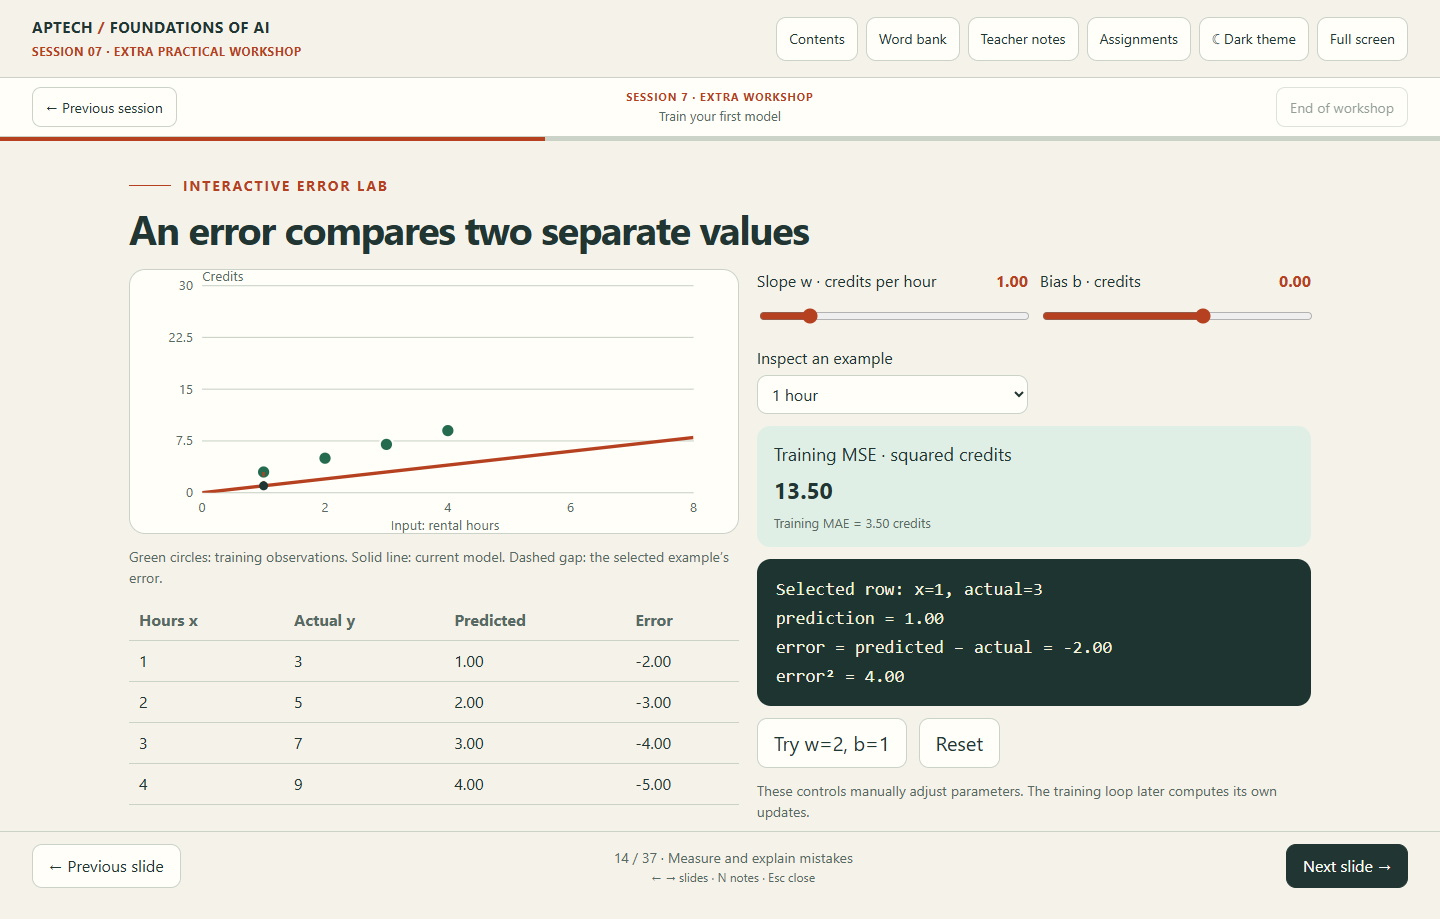 APTECH / FOUNDATIONS OF AI
SESSION 07 · EXTRA PRACTICAL WORKSHOP
Contents
Word bank
Teacher notes
Assignments
☾ Dark theme
Full screen
← Previous session
SESSION 7 · EXTRA WORKSHOP
Train your first model
End of workshop
INTERACTIVE ERROR LAB
An error compares two separate values
Credits
30
22.5
15
7.5
0
0 2 4 6 8
Input: rental hours
Green circles: training observations. Solid line: current model. Dashed gap: the selected example's
error.
Hours x Actual y Predicted Error
1 3 1.00 -2.00
2 5 2.00 -3.00
3 7 3.00 -4.00
4 9 4.00 -5.00
Slope w · credits per hour 1.00
Bias b · credits 0.00
Inspect an example
1 hour
Training MSE · squared credits
13.50
Training MAE = 3.50 credits
Selected row: x=1, actual=3
prediction = 1.00
error = predicted − actual = -2.00
error² = 4.00
Try w=2, b=1
Reset
These controls manually adjust parameters. The training loop later computes its own
updates.
← Previous slide
14 / 37 · Measure and explain mistakes
← → slides · N notes · Esc close
Next slide →